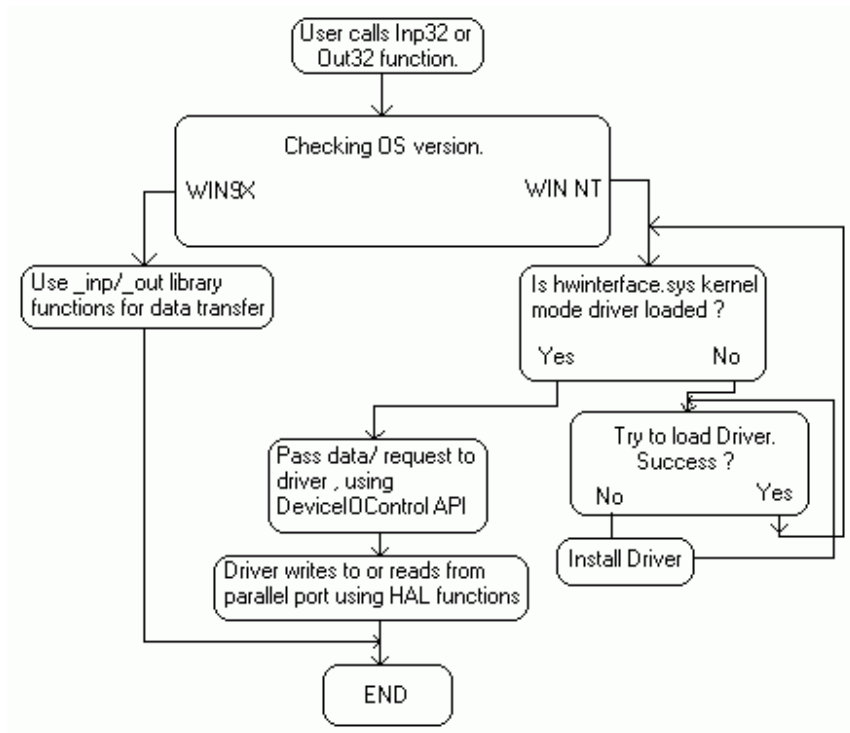 User calls Inp32 or
Out32 function.
Checking OS version.
WIN9X
WIN NT
Use _inp/_out library
functions for data transfer
Is hwinterface.sys kernel
mode driver loaded ?
Yes
No
Try to load Driver.
Success ?
No
Yes
Pass data/ request to
driver , using
DeviceIOControl API
Install Driver
Driver writes to or reads from
parallel port using HAL functions
END